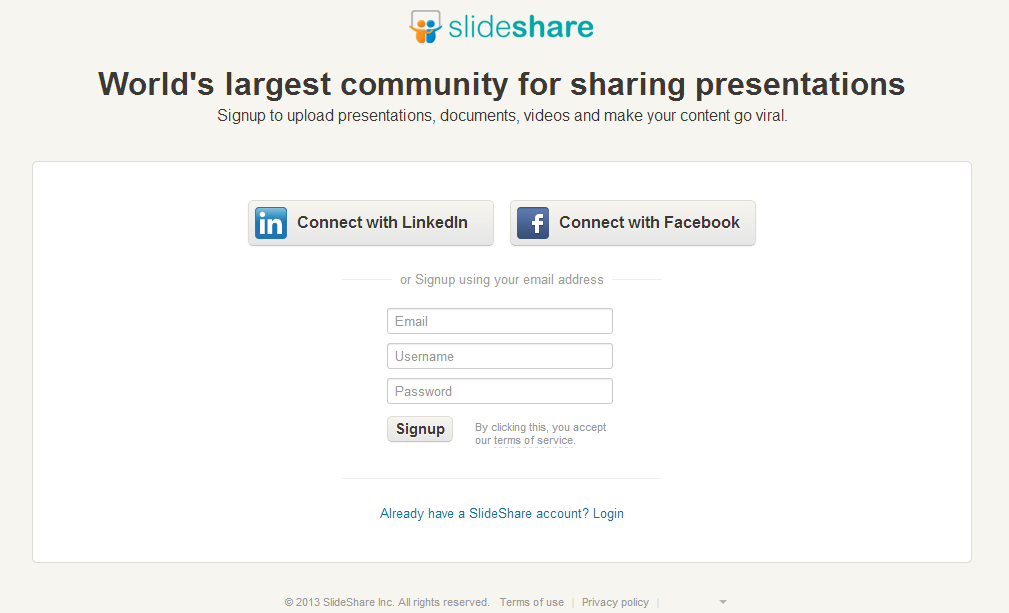 slideshare
World's largest community for sharing presentations
Signup to upload presentations, documents, videos and make your content go viral.
in Connect with LinkedIn
f Connect with Facebook
or Signup using your email address
Email
Username
Password
Signup
By clicking this, you accept
our terms of service.
Already have a SlideShare account? Login
© 2013 SlideShare Inc. All rights reserved. Terms of use | Privacy policy |